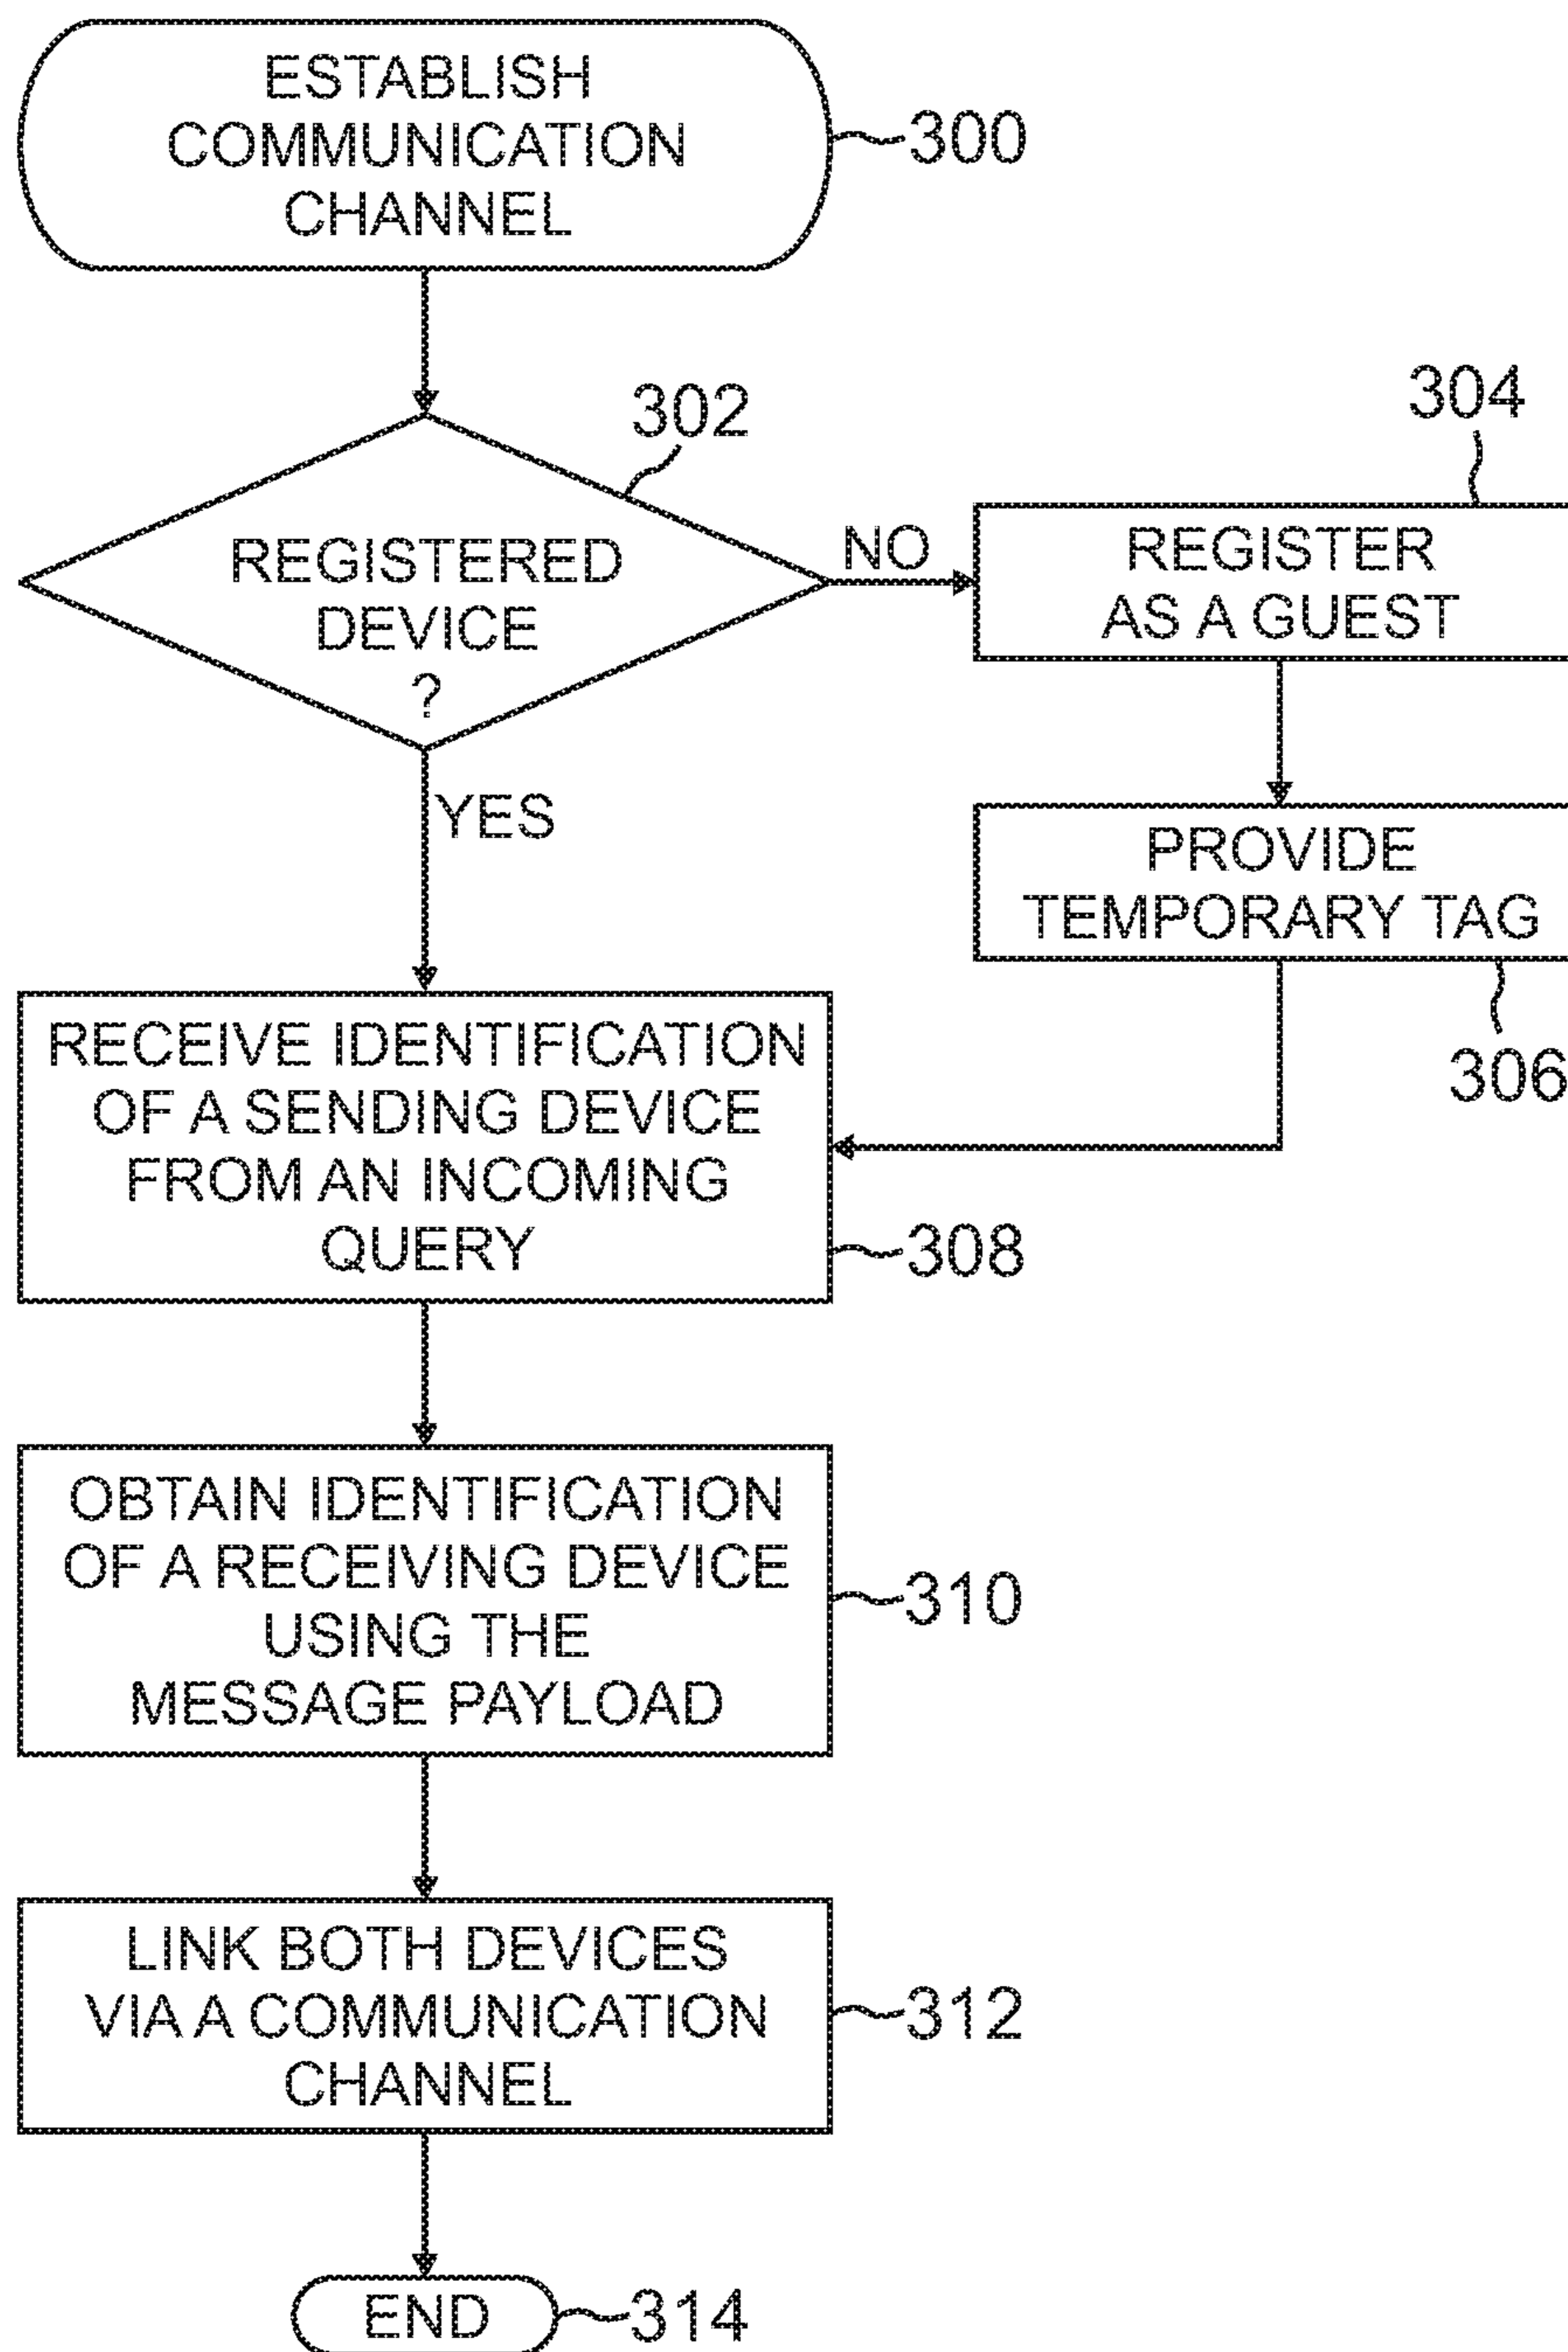 ESTABLISH
COMMUNICATION
CHANNEL
300
302
REGISTERED
DEVICE
?
NO
304
REGISTER
AS A GUEST
YES
PROVIDE
TEMPORARY TAG
306
RECEIVE IDENTIFICATION
OF A SENDING DEVICE
FROM AN INCOMING
QUERY
308
OBTAIN IDENTIFICATION
OF A RECEIVING DEVICE
USING THE
MESSAGE PAYLOAD
310
LINK BOTH DEVICES
VIA A COMMUNICATION
CHANNEL
312
END
314